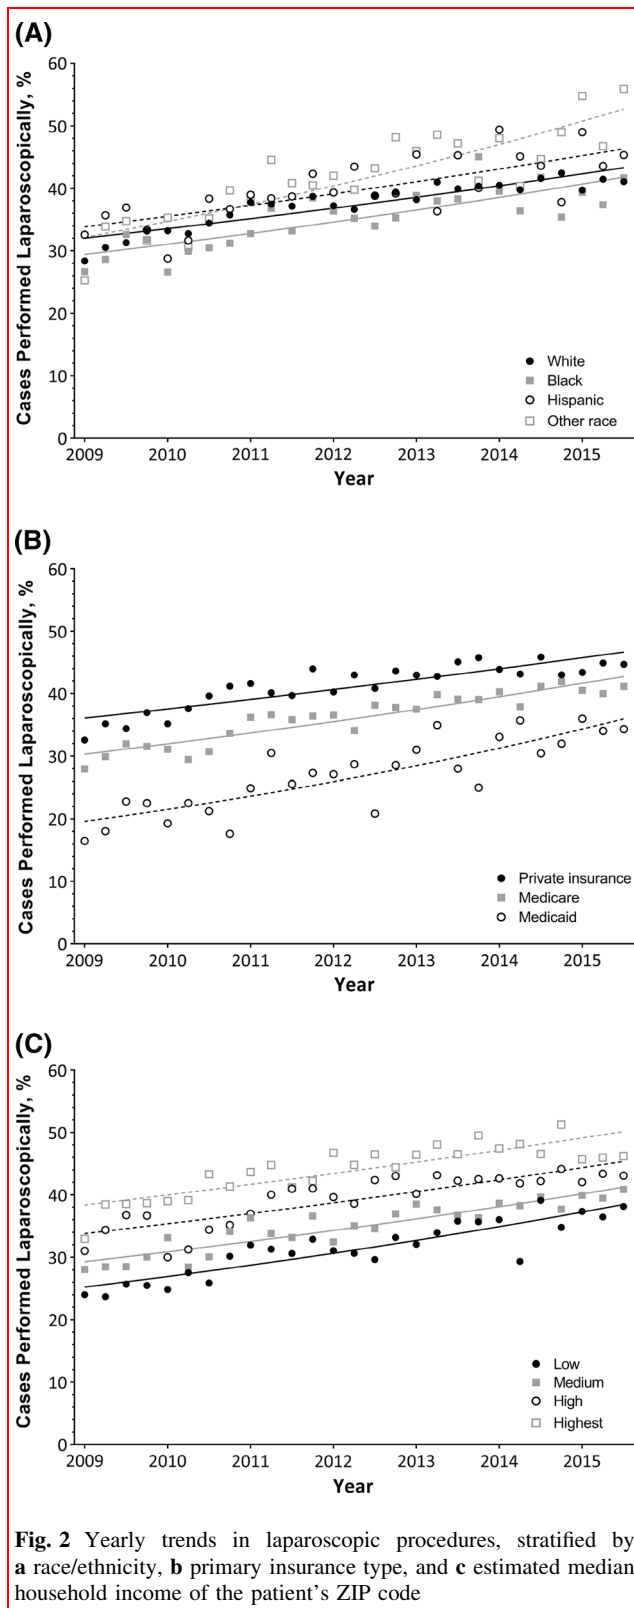 (A)
Cases Performed Laparoscopically, %
60
50
40
30
20
10
0
White
Black
Hispanic
Other race
2009 2010 2011 2012 2013 2014 2015
Year
(B)
Cases Performed Laparoscopically, %
60
50
40
30
20
10
0
Private insurance
Medicare
Medicaid
2009 2010 2011 2012 2013 2014 2015
Year
(C)
Cases Performed Laparoscopically, %
60
50
40
30
20
10
0
Low
Medium
High
Highest
2009 2010 2011 2012 2013 2014 2015
Year
Fig. 2 Yearly trends in laparoscopic procedures, stratified by
a race/ethnicity, b primary insurance type, and c estimated median
household income of the patient's ZIP code